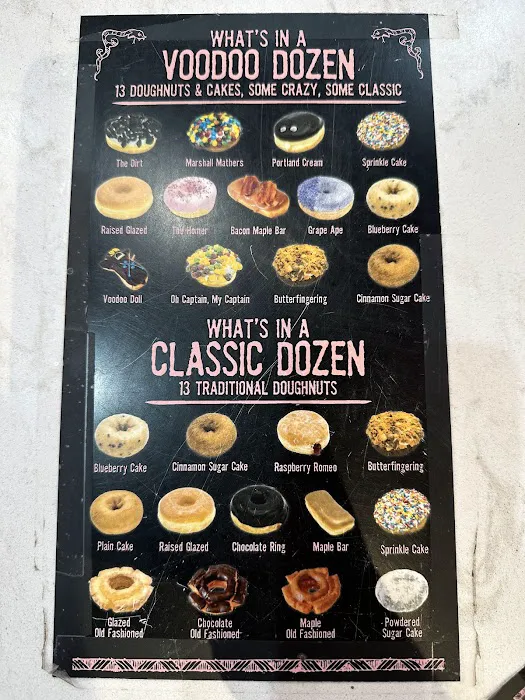 WHAT'S IN A
VOODOO DOZEN
13 DOUGHNUTS & CAKES, SOME CRAZY, SOME CLASSIC
The Dirt Marshall Mathers Portland Cream Sprinkle Cake
Raised Glazed The Homer Bacon Maple Bar Grape Ape Blueberry Cake
Voodoo Doll Oh Captain, My Captain Butterfingering Cinnamon Sugar Cake
WHAT'S IN A
CLASSIC DOZEN
13 TRADITIONAL DOUGHNUTS
Blueberry Cake Cinnamon Sugar Cake Raspberry Romeo Butterfingering
Plain Cake Raised Glazed Chocolate Ring Maple Bar Sprinkle Cake
Glazed Old Fashioned Chocolate Old Fashioned Maple Old Fashioned Powdered Sugar Cake